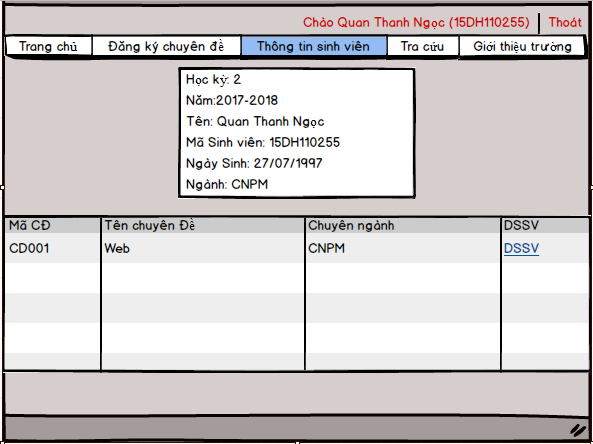 Chào Quan Thanh Ngọc (15DH110255) Thoát
Trang chủ Đăng ký chuyên đề Thông tin sinh viên Tra cứu Giới thiệu trường
Học kỳ: 2
Năm:2017-2018
Tên: Quan Thanh Ngọc
Mã Sinh viên: 15DH110255
Ngày Sinh: 27/07/1997
Ngành: CNPM
Mã CĐ Tên chuyên Đề Chuyên ngành DSSV
CD001 Web CNPM DSSV